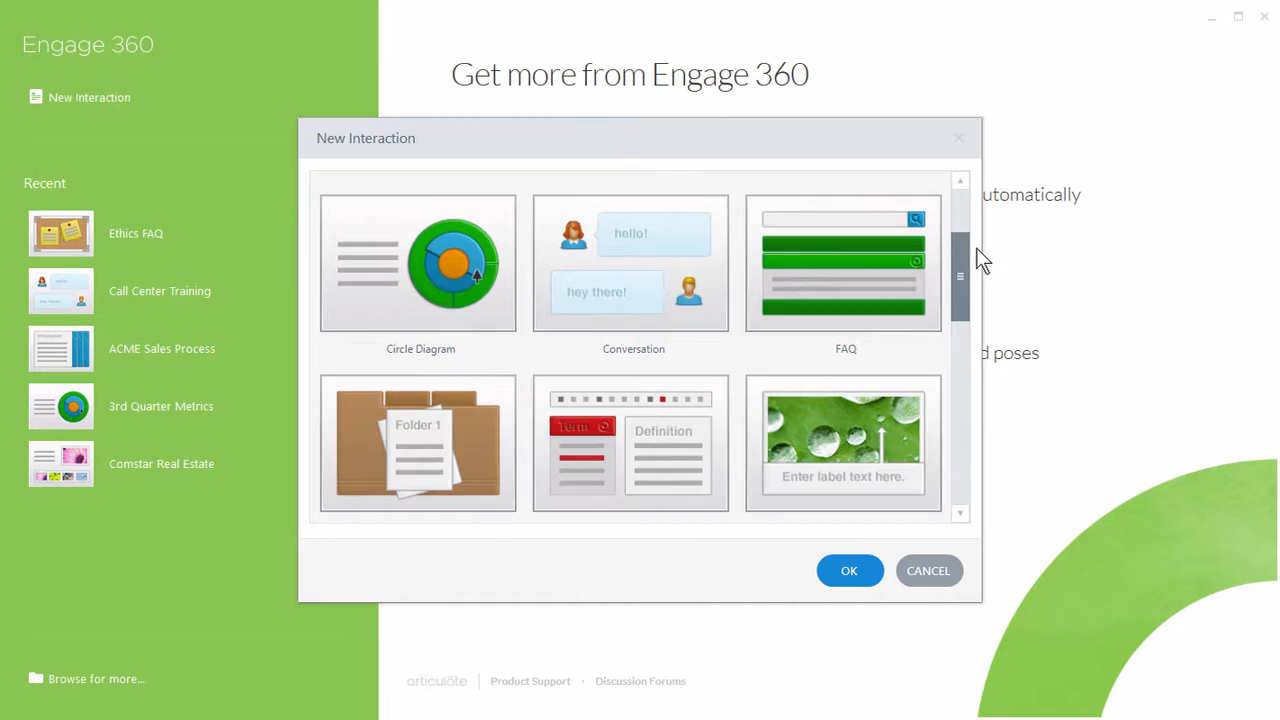 Engage 360
New Interaction
Recent
Ethics FAQ
Call Center Training
ACME Sales Process
3rd Quarter Metrics
Comstar Real Estate
Browse for more...
Get more from Engage 360
utomatically
d poses
New Interaction
hello!
hey there!
Circle Diagram
Conversation
FAQ
Folder 1
Term
Definition
Enter label text here.
OK
CANCEL
articulate
Product Support
·
Discussion Forums